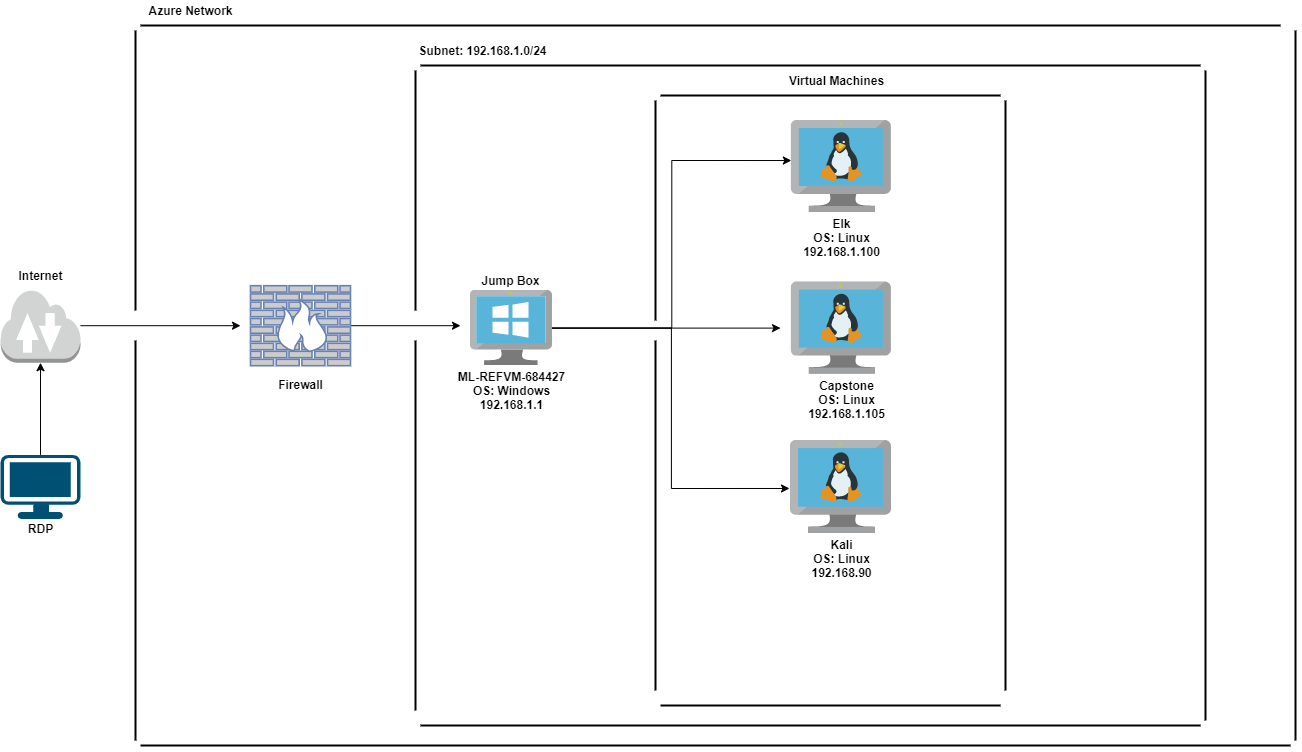 Azure Network
Subnet: 192.168.1.0/24
Virtual Machines
Elk
OS: Linux
192.168.1.100
Internet
Jump Box
Firewall
ML-REFVM-684427
OS: Windows
192.168.1.1
Capstone
OS: Linux
192.168.1.105
RDP
Kali
OS: Linux
192.168.90